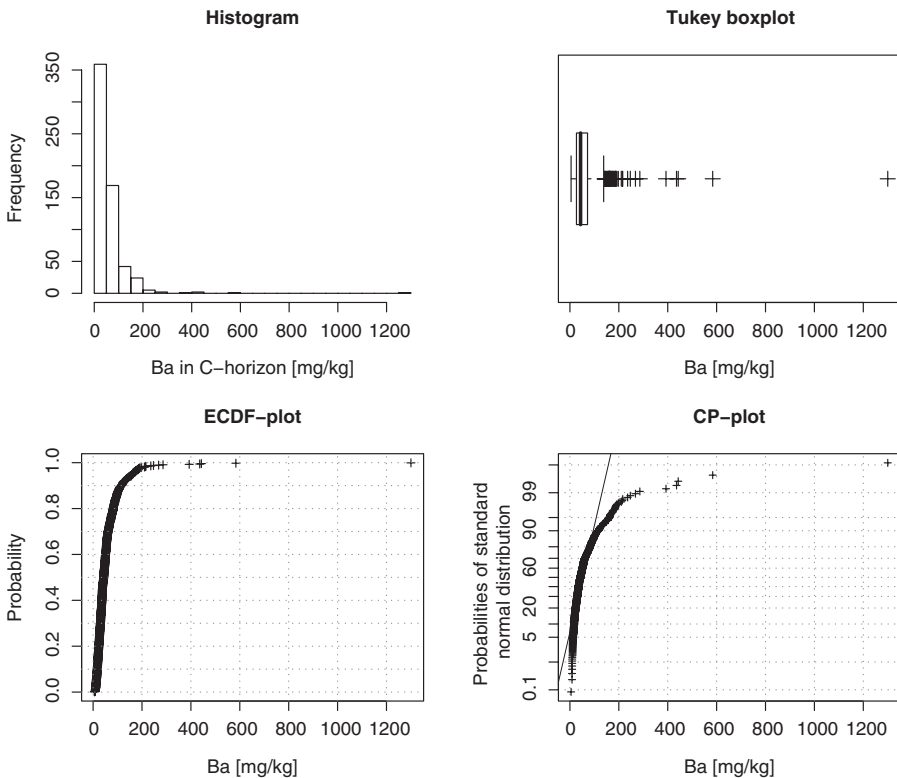 Histogram
Frequency
0
50
150
250
350
0 200 400 600 800 1000 1200
Ba in C−horizon [mg/kg]
Tukey boxplot
0 200 400 600 800 1000 1200
Ba [mg/kg]
ECDF−plot
Probability
0.0
0.2
0.4
0.6
0.8
1.0
0 200 400 600 800 1000 1200
Ba [mg/kg]
CP−plot
Probabilities of standard
normal distribution
0.1
5
20
60
90
99
0 200 400 600 800 1000 1200
Ba [mg/kg]